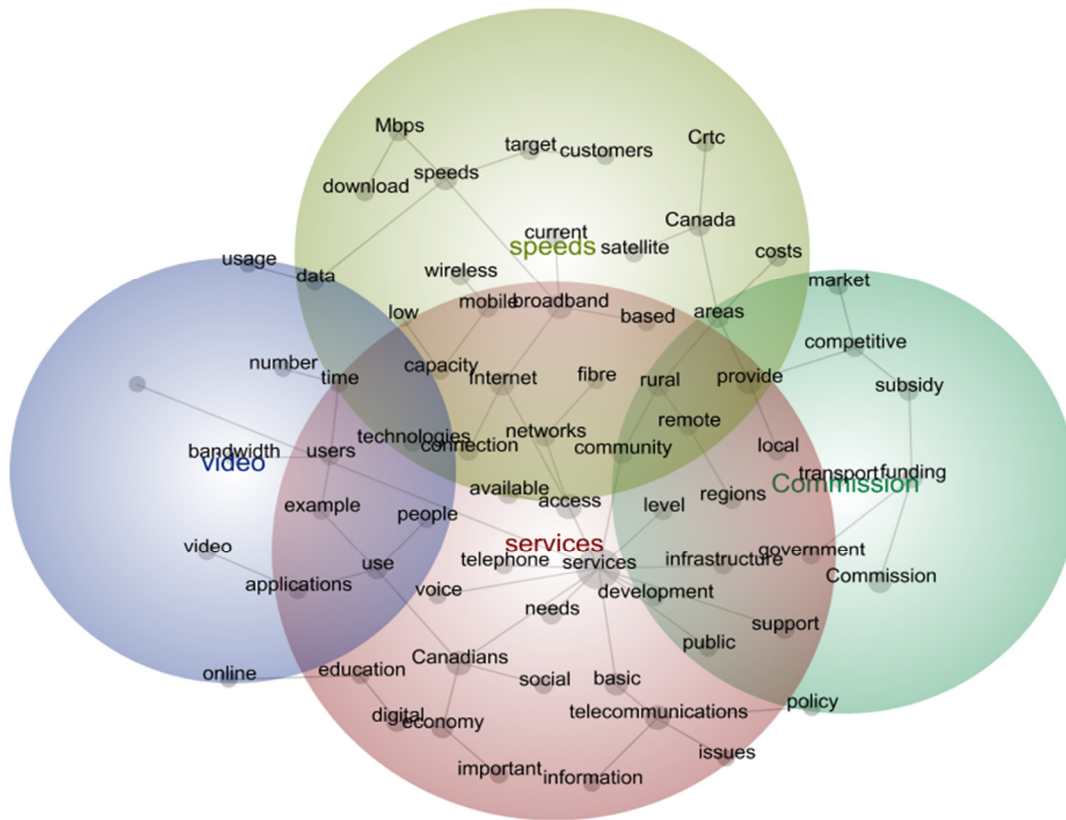 Mbps
target
customers
Crtc
download
speeds
Canada
current
speeds
satellite
costs
usage
data
wireless
market
low
mobile
broadband
based
areas
competitive
number
time
capacity
Internet
fibre
rural
provide
subsidy
technologies
connection
networks
community
remote
local
bandwidth
users
video
transport
funding
Commission
example
people
available
access
level
regions
services
video
applications
use
telephone
services
infrastructure
government
Commission
voice
development
needs
support
public
online
education
Canadians
social
basic
digital
economy
telecommunications
policy
important
information
issues